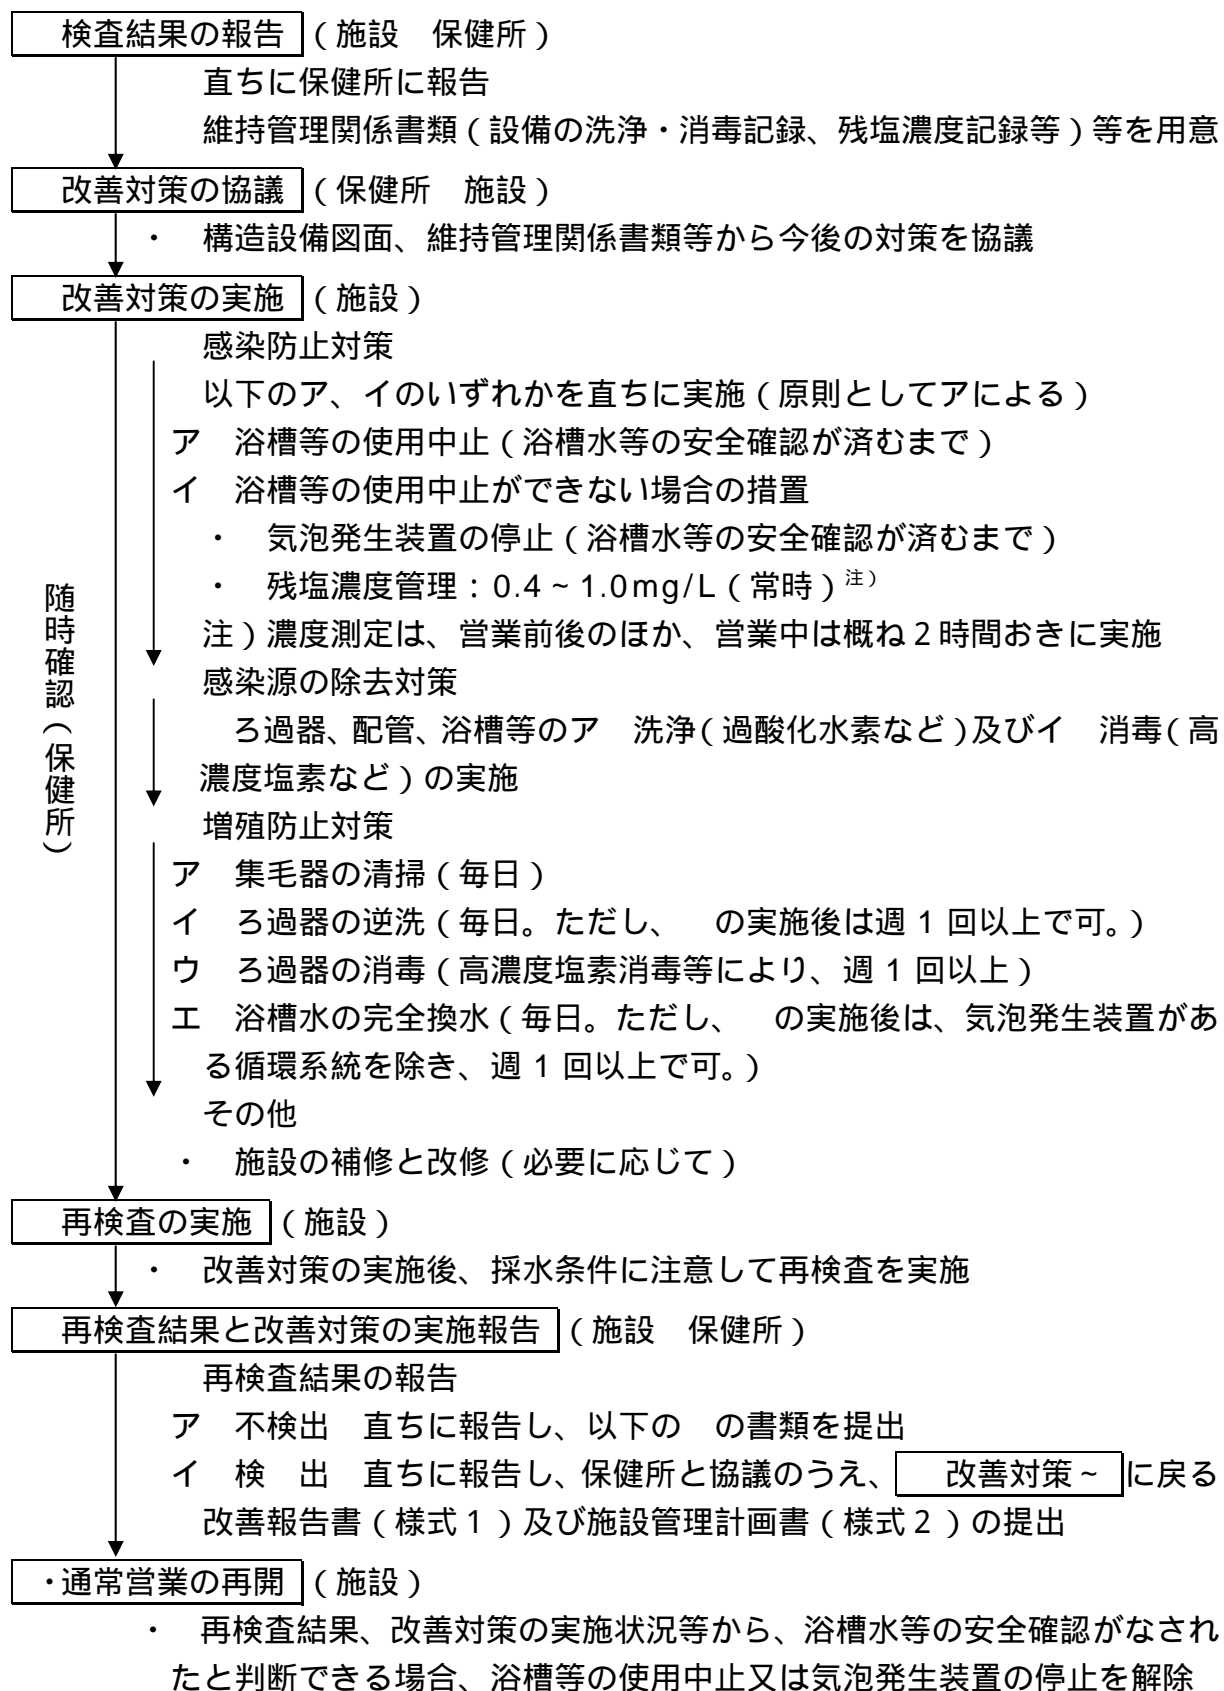 検査結果の報告（施設　保健所）
直ちに保健所に報告
維持管理関係書類（設備の洗浄・消毒記録、残塩濃度記録等）等を用意
改善対策の協議（保健所　施設）
・　構造設備図面、維持管理関係書類等から今後の対策を協議
改善対策の実施（施設）
感染防止対策
以下のア、イのいずれかを直ちに実施（原則としてアによる）
ア　浴槽等の使用中止（浴槽水等の安全確認が済むまで）
イ　浴槽等の使用中止ができない場合の措置
・　気泡発生装置の停止（浴槽水等の安全確認が済むまで）
・　残塩濃度管理：0.4～1.0mg/L（常時）注）
注）濃度測定は、営業前後のほか、営業中は概ね２時間おきに実施
感染源の除去対策
ろ過器、配管、浴槽等のア　洗浄（過酸化水素など）及びイ　消毒（高
濃度塩素など）の実施
増殖防止対策
ア　集毛器の清掃（毎日）
イ　ろ過器の逆洗（毎日。ただし、　の実施後は週１回以上で可。）
ウ　ろ過器の消毒（高濃度塩素消毒等により、週１回以上）
エ　浴槽水の完全換水（毎日。ただし、　の実施後は、気泡発生装置があ
る循環系統を除き、週１回以上で可。）
その他
・　施設の補修と改修（必要に応じて）
随時確認（保健所）
再検査の実施（施設）
・　改善対策の実施後、採水条件に注意して再検査を実施
再検査結果と改善対策の実施報告（施設　保健所）
再検査結果の報告
ア　不検出　直ちに報告し、以下の　の書類を提出
イ　検　出　直ちに報告し、保健所と協議のうえ、　改善対策～　に戻る
改善報告書（様式１）及び施設管理計画書（様式２）の提出
・通常営業の再開（施設）
・　再検査結果、改善対策の実施状況等から、浴槽水等の安全確認がなされ
たと判断できる場合、浴槽等の使用中止又は気泡発生装置の停止を解除